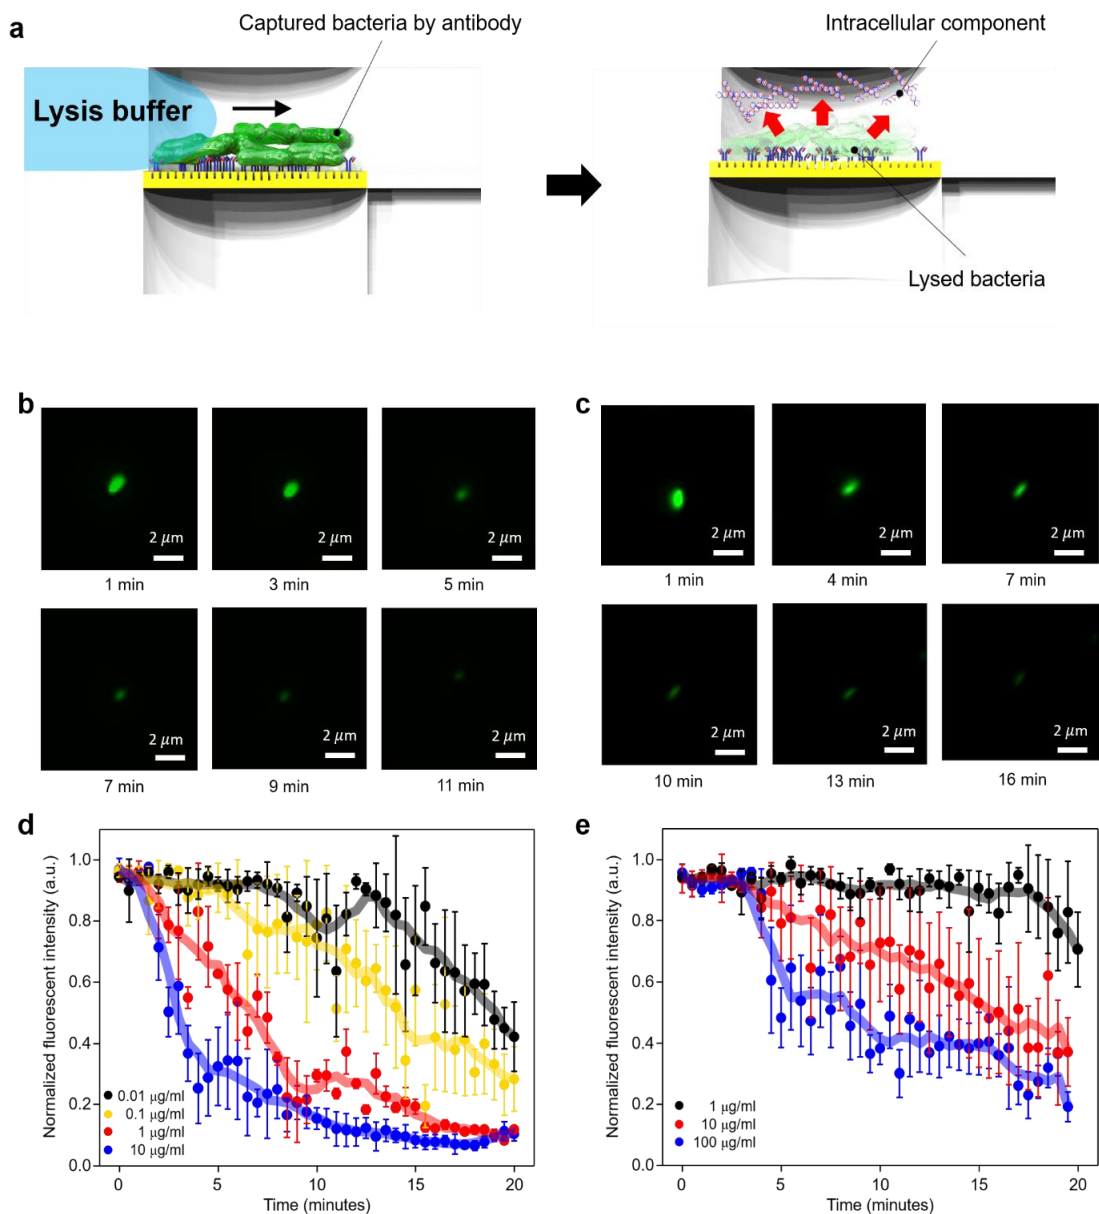 a
Captured bacteria by antibody
Intracellular component
Lysis buffer
Lysed bacteria
b
2 μm
2 μm
2 μm
1 min
3 min
5 min
2 μm
2 μm
2 μm
7 min
9 min
11 min
c
2 μm
2 μm
2 μm
1 min
4 min
7 min
2 μm
2 μm
2 μm
10 min
13 min
16 min
d
Normalized fluorescent intensity (a.u.)
1.0
0.8
0.6
0.4
0.2
0.0
0.01 μg/ml
0.1 μg/ml
1 μg/ml
10 μg/ml
0 5 10 15 20
Time (minutes)
e
Normalized fluorescent intensity (a.u.)
1.0
0.8
0.6
0.4
0.2
0.0
1 μg/ml
10 μg/ml
100 μg/ml
0 5 10 15 20
Time (minutes)